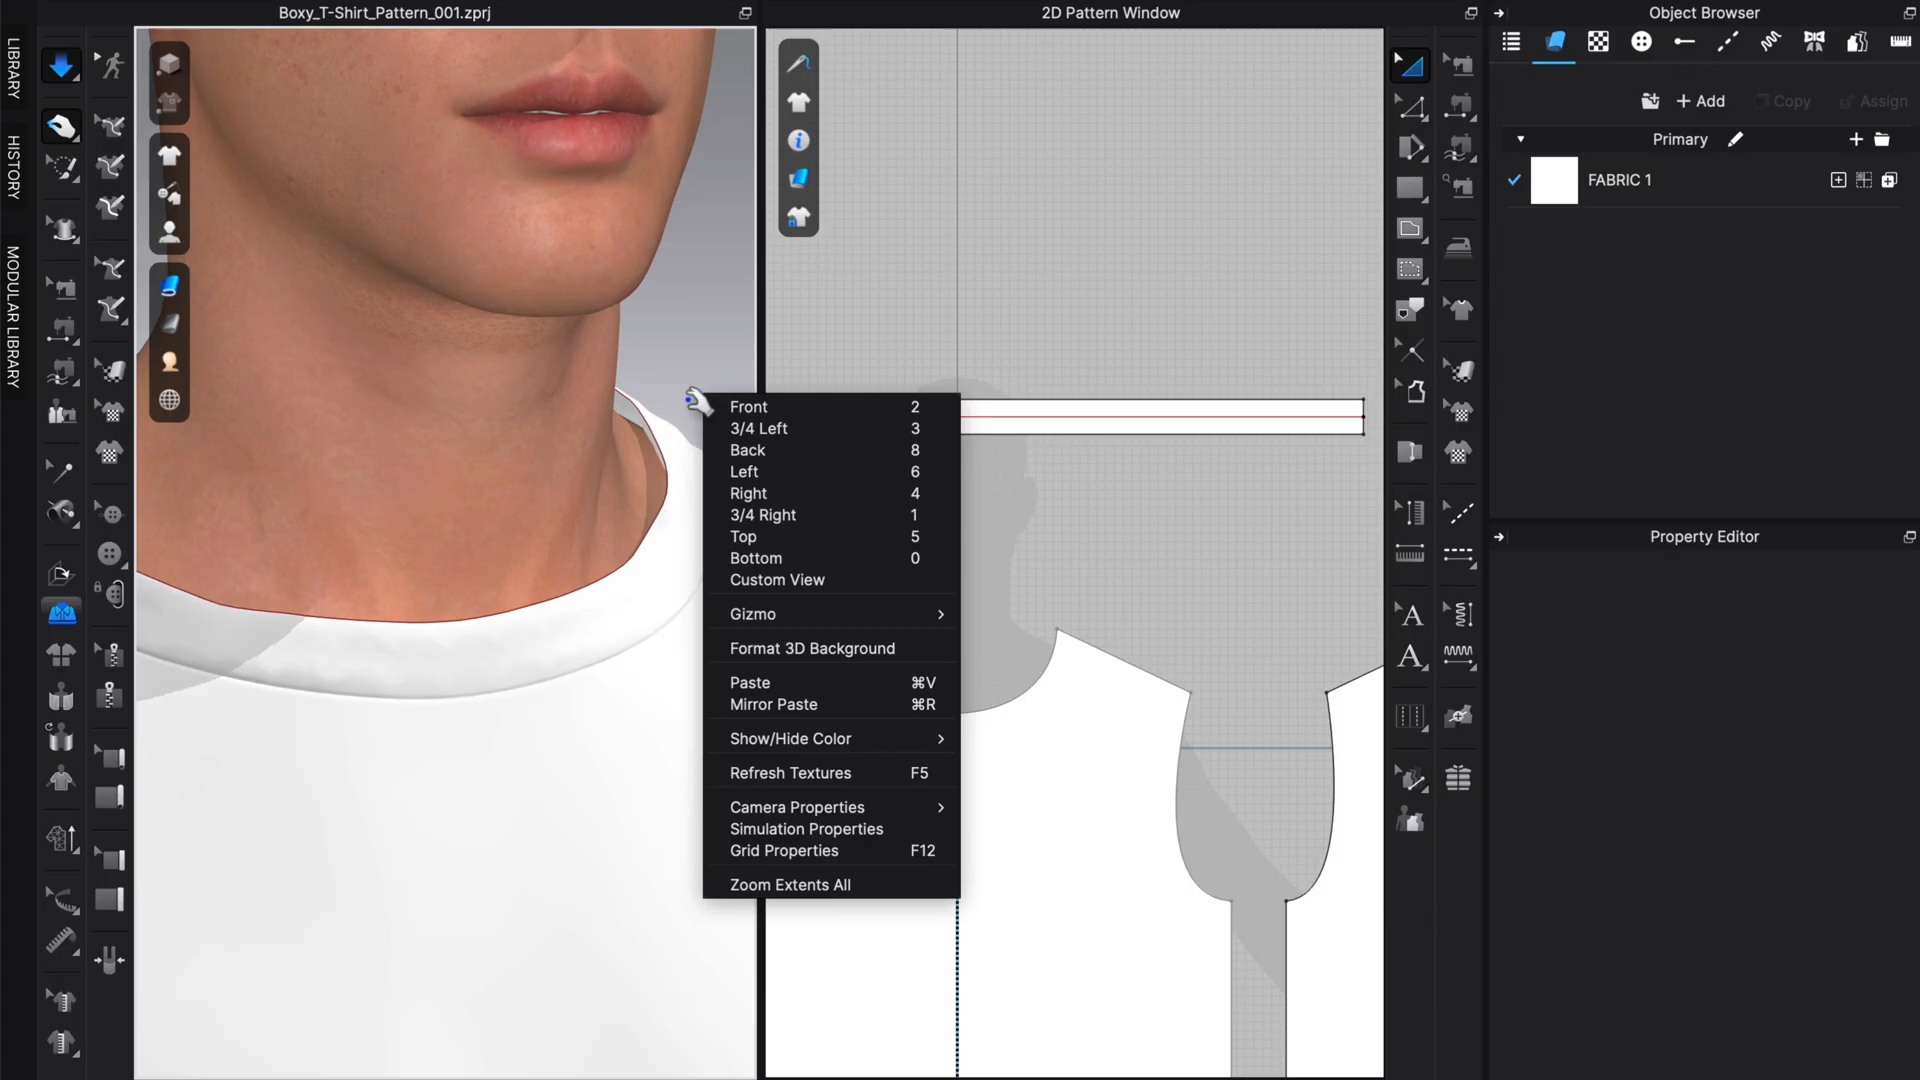 Boxy_T-Shirt_Pattern_001.zprj
2D Pattern Window
Object Browser
LIBRARY
HISTORY
MODULAR LIBRARY
+ Add
Copy
Assign
Primary
FABRIC 1
Property Editor
Front 2
3/4 Left 3
Back 8
Left 6
Right 4
3/4 Right 1
Top 5
Bottom 0
Custom View
Gizmo
Format 3D Background
Paste ⌘V
Mirror Paste ⌘R
Show/Hide Color
Refresh Textures F5
Camera Properties
Simulation Properties
Grid Properties F12
Zoom Extents All